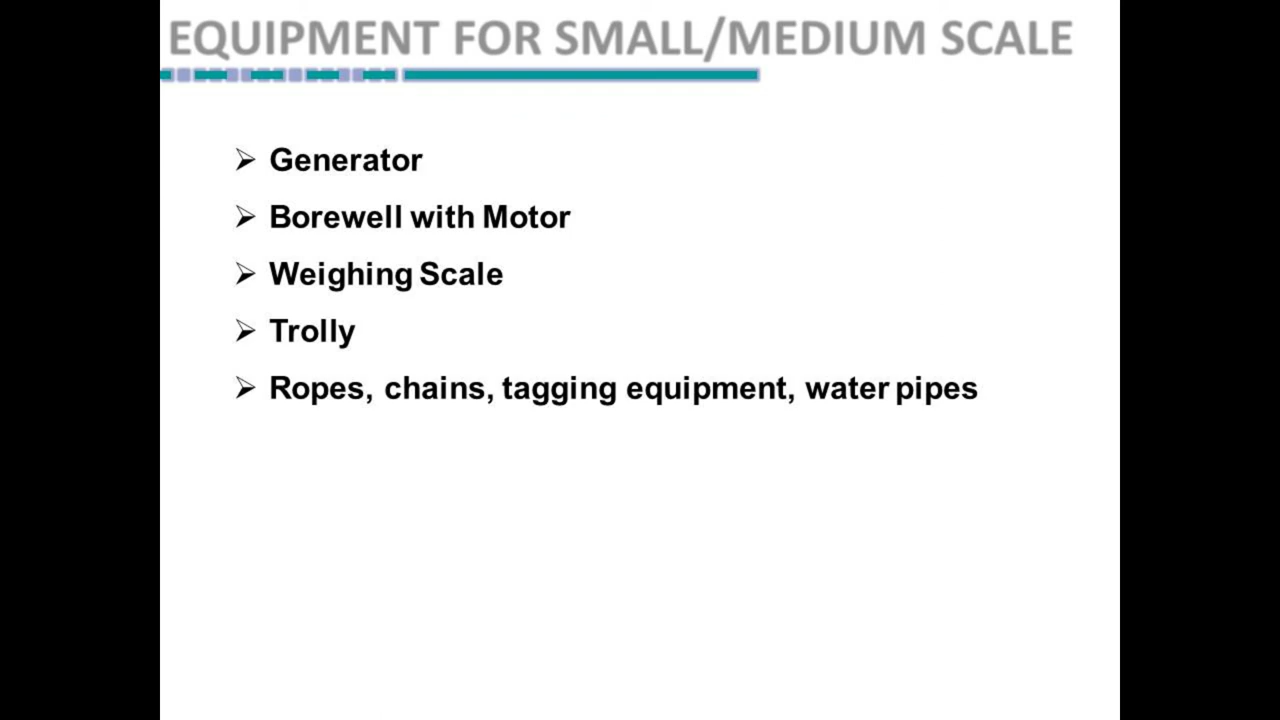 EQUIPMENT FOR SMALL/MEDIUM SCALE
Generator
Borewell with Motor
Weighing Scale
Trolly
Ropes, chains, tagging equipment, water pipes